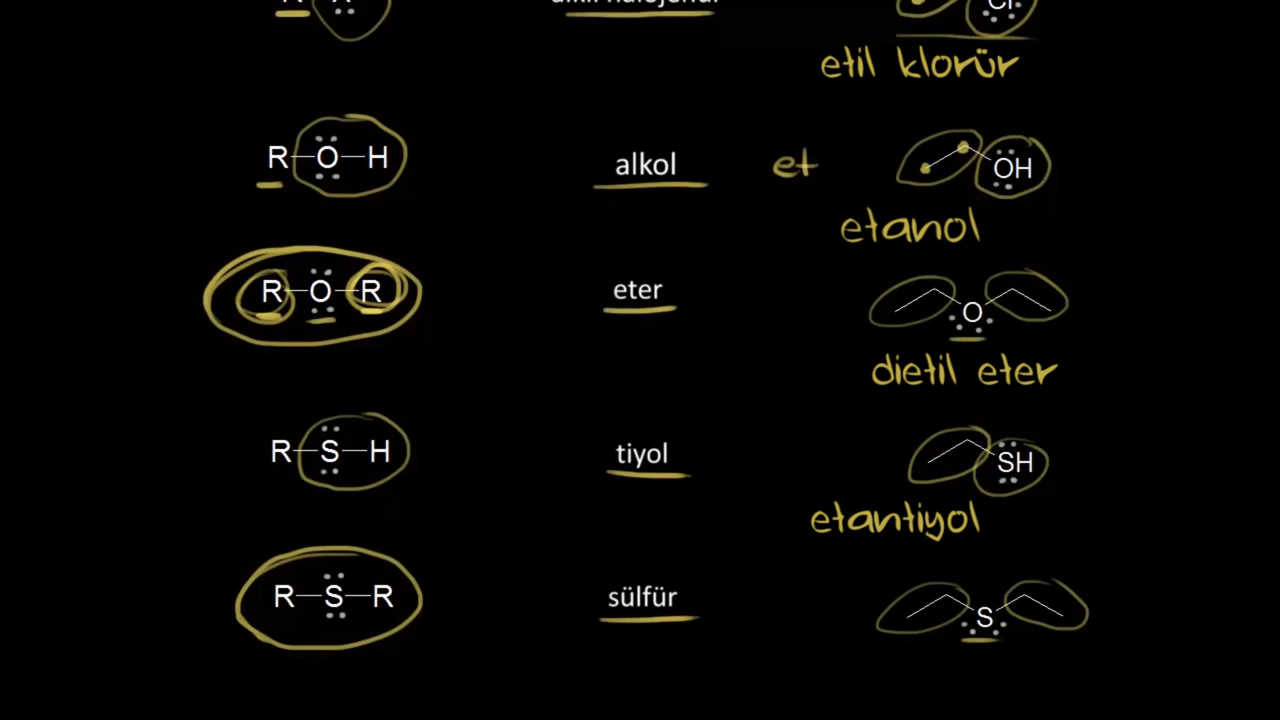 etil klorür
R—O—H alkol et OH
etanol
R—O—R eter O
dietil eter
R—S—H tiyol SH
etantiyol
R—S—R sülfür S